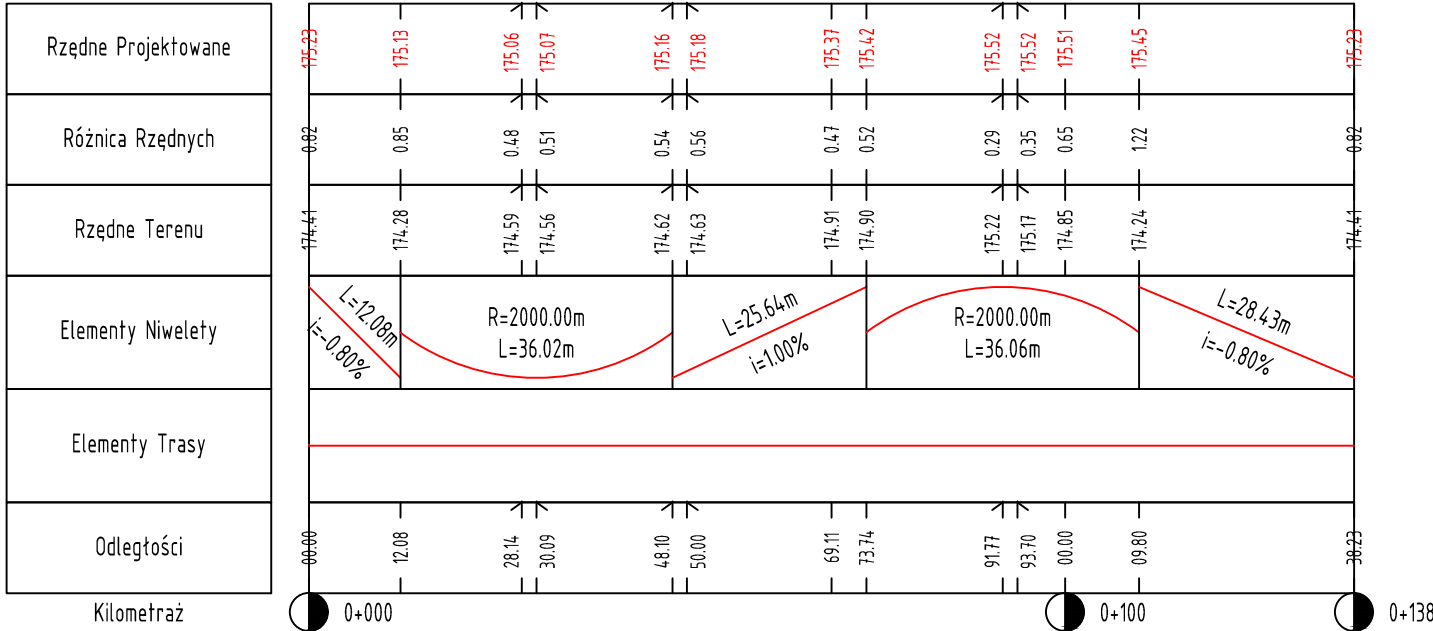 Rzędne Projektowane
175.23 175.13 175.06 175.07 175.16 175.18 175.37 175.42 175.52 175.52 175.51 175.45 175.23
Różnica Rzędnych
0.82 0.85 0.48 0.51 0.54 0.56 0.47 0.52 0.29 0.35 0.65 1.22 0.82
Rzędne Terenu
174.41 174.28 174.59 174.56 174.62 174.63 174.91 174.90 175.22 175.17 174.85 174.24 174.41
Elementy Niwelety
L=12.08m
i=-0.80%
R=2000.00m
L=36.02m
L=25.64m
i=1.00%
R=2000.00m
L=36.06m
L=28.43m
i=-0.80%
Elementy Trasy
Odległości
00.00 12.08 28.14 30.09 48.10 50.00 69.11 73.74 91.77 93.70 00.00 09.80 38.23
Kilometraż
0+000 0+100 0+138